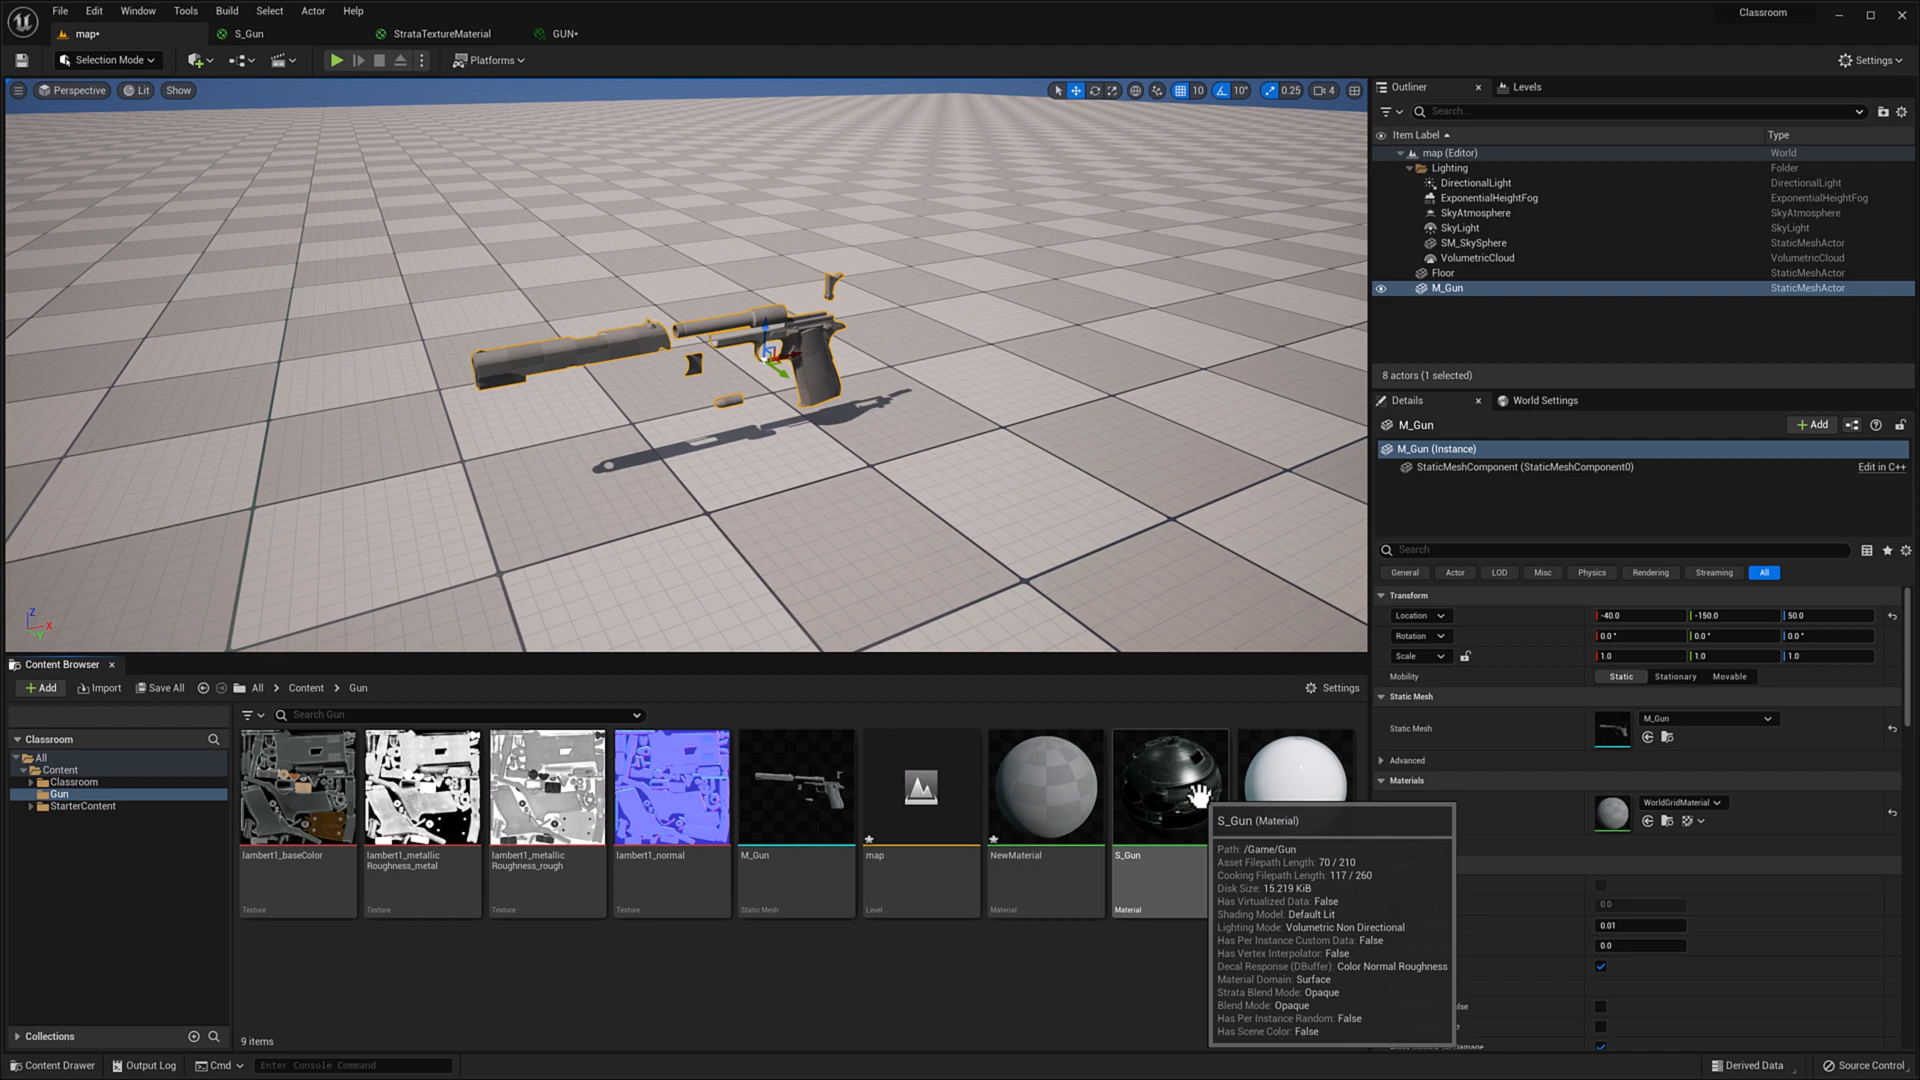 File Edit Window Tools Build Select Actor Help
Classroom
map•
S_Gun
StrataTextureMaterial
GUN•
Selection Mode
Platforms
Settings
Perspective
Lit
Show
10
10°
0.25
4
Z
X
Y
Outliner
Levels
Search...
Item Label
Type
map (Editor) World
Lighting Folder
DirectionalLight DirectionalLight
ExponentialHeightFog ExponentialHeightFog
SkyAtmosphere SkyAtmosphere
SkyLight SkyLight
SM_SkySphere StaticMeshActor
VolumetricCloud VolumetricCloud
Floor StaticMeshActor
M_Gun StaticMeshActor
8 actors (1 selected)
Details
World Settings
M_Gun
+ Add
M_Gun (Instance)
StaticMeshComponent (StaticMeshComponent0)
Edit in C++
Search
General Actor LOD Misc Physics Rendering Streaming All
Transform
Location -40.0 -150.0 50.0
Rotation 0.0 ° 0.0 ° 0.0 °
Scale 1.0 1.0 1.0
Mobility Static Stationary Movable
Static Mesh
Static Mesh
M_Gun
Advanced
Materials
WorldGridMaterial
0.0
0.01
0.0
Content Browser
+ Add
Import
Save All
All > Content > Gun
Settings
Classroom
Search Gun
All
Content
Classroom
Gun
StarterContent
Collections
lambert1_baseColor
Texture
lambert1_metallic
Roughness_metal
Texture
lambert1_metallic
Roughness_rough
Texture
lambert1_normal
Texture
M_Gun
Static Mesh
map
Level
NewMaterial
Material
S_Gun
Material
S_Gun (Material)
Path: /Game/Gun
Asset Filepath Length: 70 / 210
Cooking Filepath Length: 117 / 260
Disk Size: 15.219 KiB
Has Virtualized Data: False
Shading Model: Default Lit
Lighting Mode: Volumetric Non Directional
Has Per Instance Custom Data: False
Has Vertex Interpolator: False
Decal Response (DBuffer): Color Normal Roughness
Material Domain: Surface
Strata Blend Mode: Opaque
Blend Mode: Opaque
Has Per Instance Random: False
Has Scene Color: False
9 items
Content Drawer
Output Log
Cmd
Enter Console Command
Derived Data
Source Control